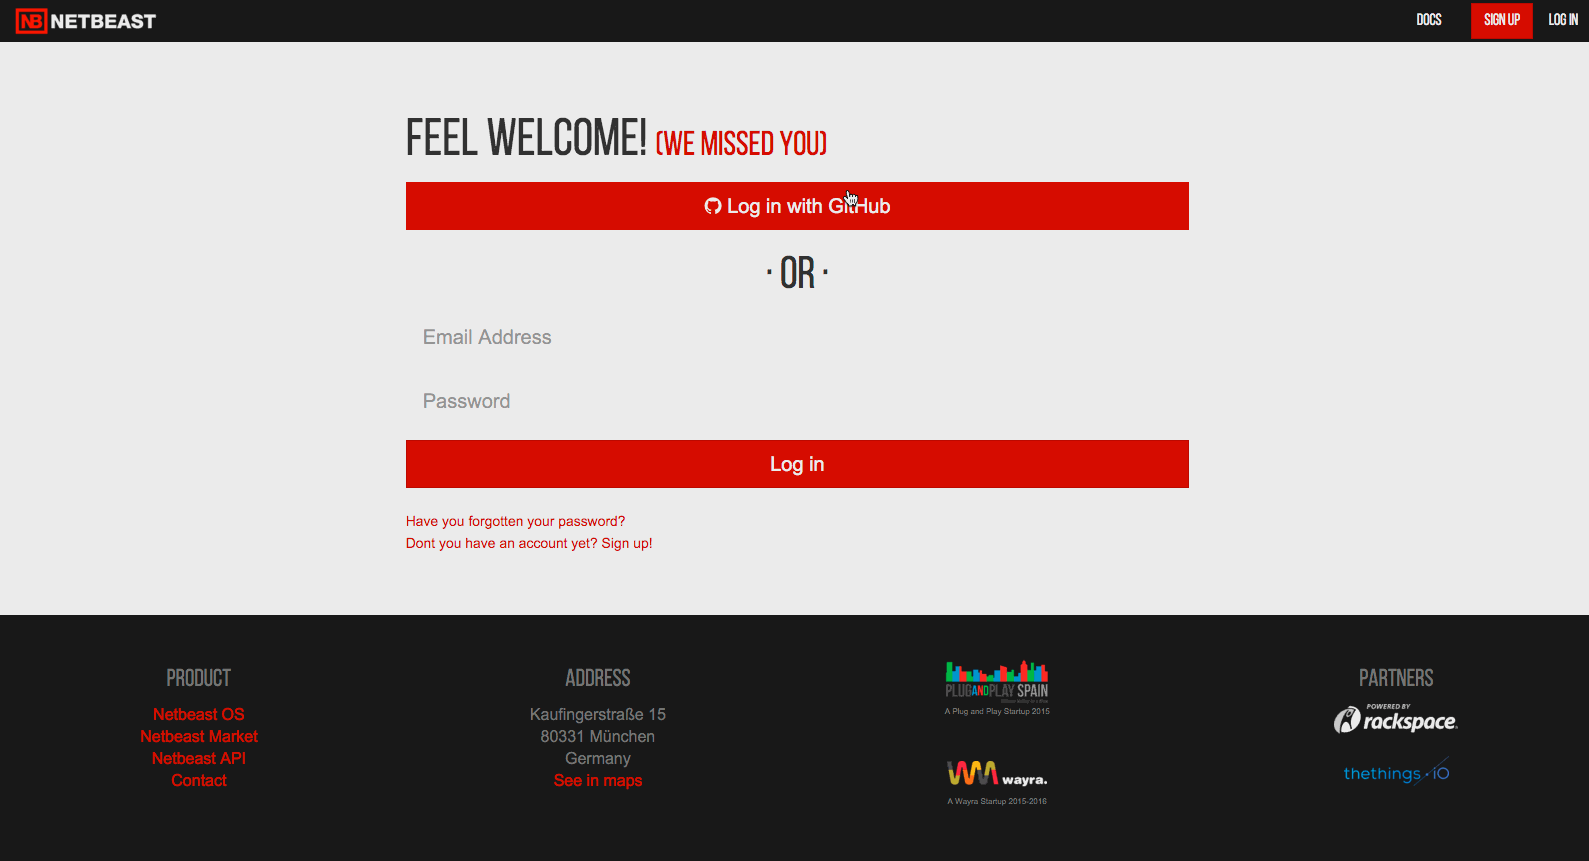 NB NETBEAST
DOCS
SIGN UP
LOG IN
FEEL WELCOME! (WE MISSED YOU)
Log in with GitHub
· OR ·
Email Address
Password
Log in
Have you forgotten your password?
Dont you have an account yet? Sign up!
PRODUCT
Netbeast OS
Netbeast Market
Netbeast API
Contact
ADDRESS
Kaufingerstraße 15
80331 München
Germany
See in maps
PLUGANDPLAY SPAIN
A Plug and Play Startup 2015
wayra.
A Wayra Startup 2015-2016
PARTNERS
POWERED BY
rackspace
thethings.iO